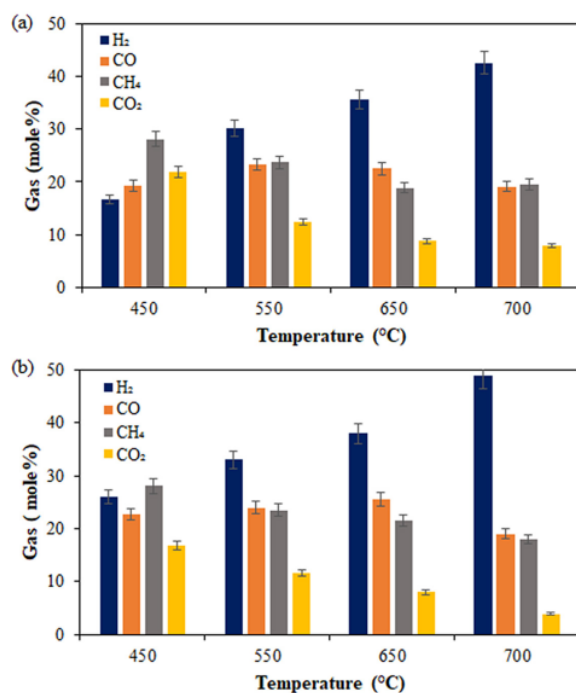 (a)
50
40
30
20
10
0
Gas (mole%)
H₂
CO
CH₄
CO₂
450 550 650 700
Temperature (°C)
(b)
50
40
30
20
10
0
Gas ( mole%)
H₂
CO
CH₄
CO₂
450 550 650 700
Temperature (°C)